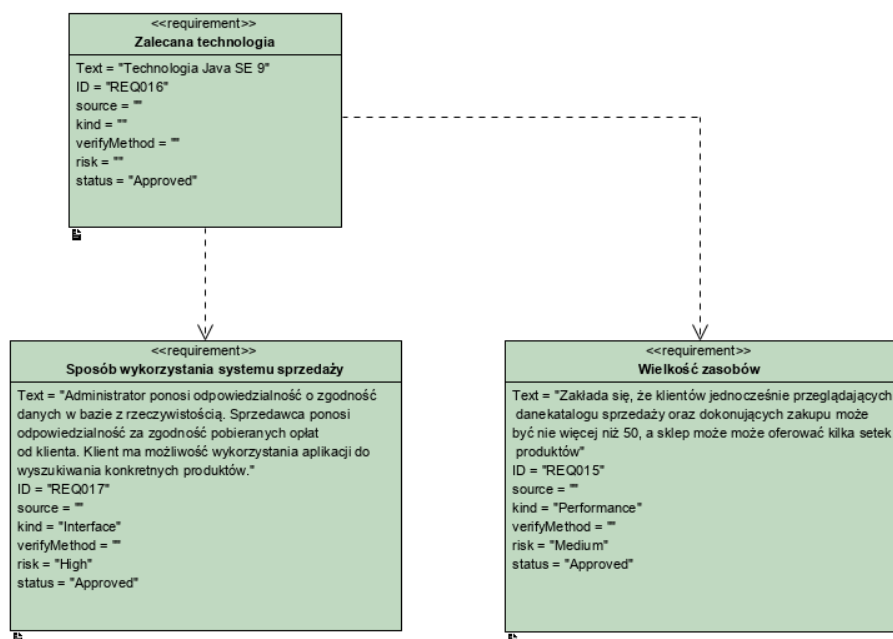 <<requirement>>
Zalecana technologia
Text = "Technologia Java SE 9"
ID = "REQ016"
source = ""
kind = ""
verifyMethod = ""
risk = ""
status = "Approved"
<<requirement>>
Sposób wykorzystania systemu sprzedaży
Text = "Administrator ponosi odpowiedzialność o zgodność
danych w bazie z rzeczywistością. Sprzedawca ponosi
odpowiedzialność za zgodność pobieranych opłat
od klienta. Klient ma możliwość wykorzystania aplikacji do
wyszukiwania konkretnych produktów."
ID = "REQ017"
source = ""
kind = "Interface"
verifyMethod = ""
risk = "High"
status = "Approved"
<<requirement>>
Wielkość zasobów
Text = "Zakłada się, że klientów jednocześnie przeglądających
danekatalogu sprzedaży oraz dokonujących zakupu może
być nie więcej niż 50, a sklep może może oferować kilka setek
produktów"
ID = "REQ015"
source = ""
kind = "Performance"
verifyMethod = ""
risk = "Medium"
status = "Approved"